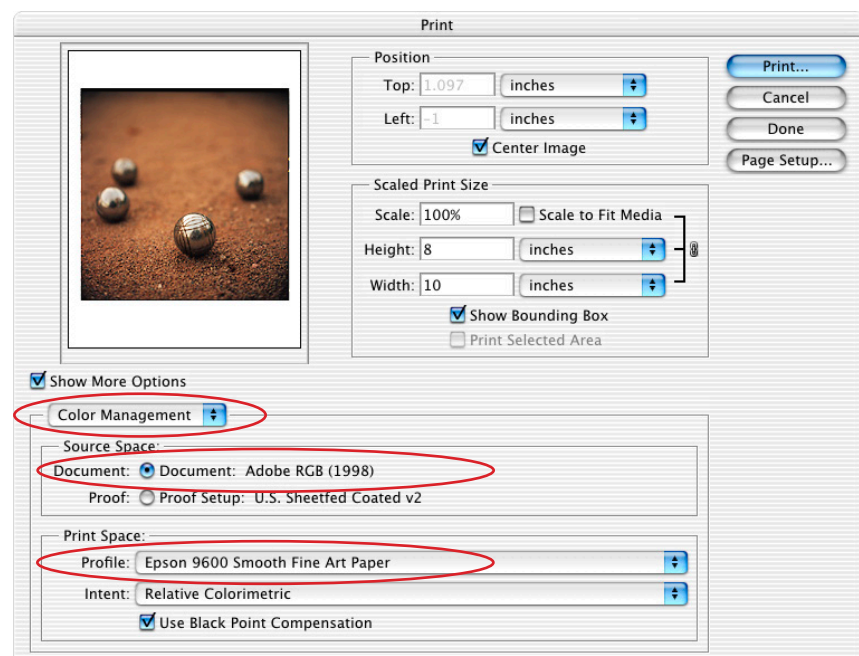 Print
Position
Top: 1.097 inches
Left: -1 inches
Center Image
Scaled Print Size
Scale: 100% Scale to Fit Media
Height: 8 inches
Width: 10 inches
Show Bounding Box
Print Selected Area
Print...
Cancel
Done
Page Setup...
Show More Options
Color Management
Source Space:
Document: Document: Adobe RGB (1998)
Proof: Proof Setup: U.S. Sheetfed Coated v2
Print Space:
Profile: Epson 9600 Smooth Fine Art Paper
Intent: Relative Colorimetric
Use Black Point Compensation